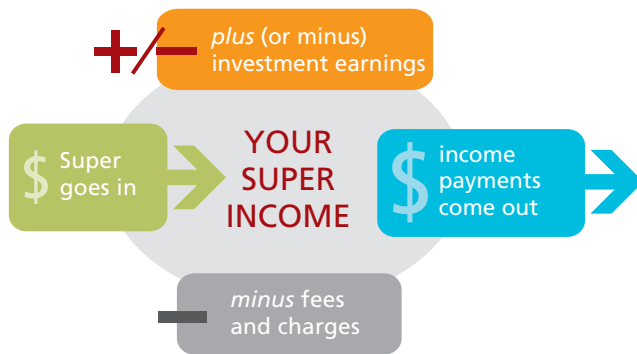 +/−
plus (or minus)
investment earnings
$
Super
goes in
YOUR
SUPER
INCOME
$
income
payments
come out
−
minus fees
and charges